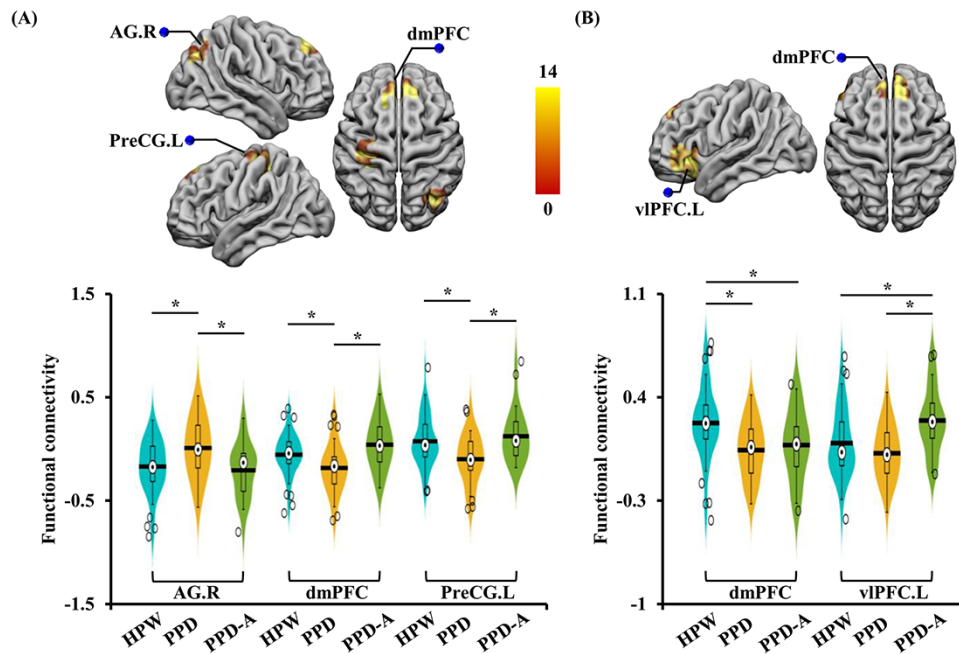 (A)
AG.R
dmPFC
PreCG.L
14
0
(B)
dmPFC
vlPFC.L
Functional connectivity
1.5
0.5
-0.5
-1.5
* * * * * *
AG.R dmPFC PreCG.L
HPW PPD PPD-A HPW PPD PPD-A HPW PPD PPD-A
Functional connectivity
1.1
0.4
-0.3
-1
* * * *
dmPFC vlPFC.L
HPW PPD PPD-A HPW PPD PPD-A